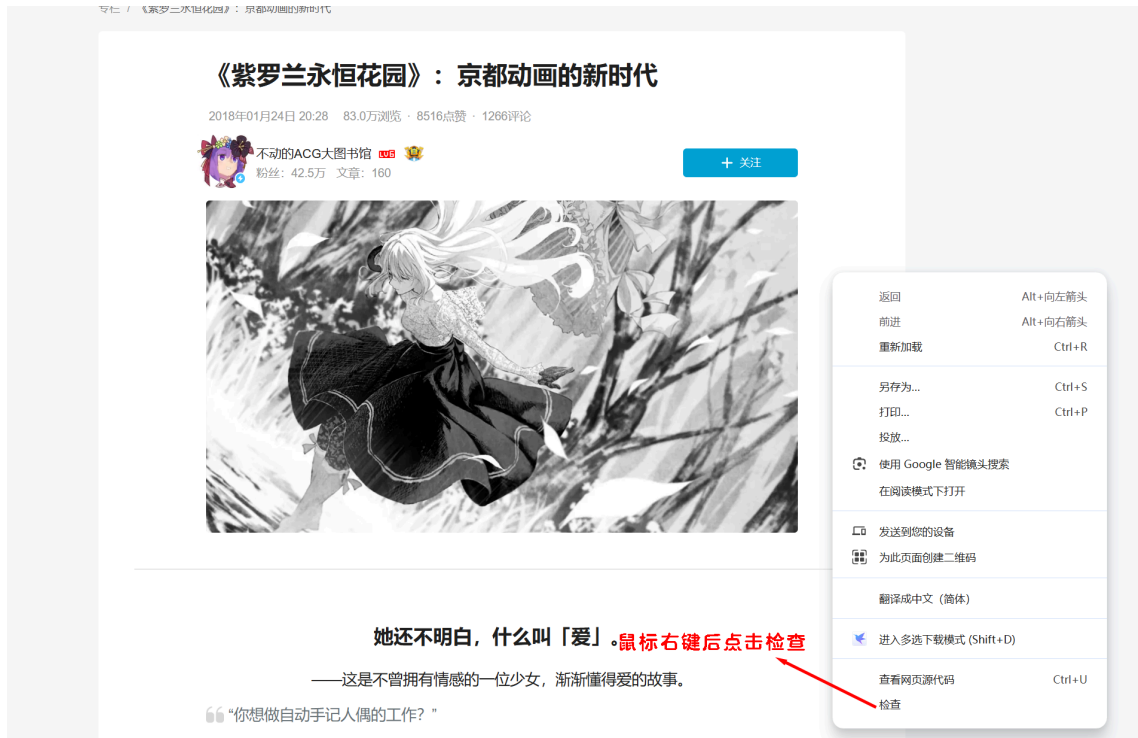 专栏 / 《紫罗兰永恒花园》：京都动画的新时代
《紫罗兰永恒花园》：京都动画的新时代
2018年01月24日 20:28 83.0万浏览 · 8516点赞 · 1266评论
不动的ACG大图书馆 LV6
粉丝：42.5万 文章：160
+ 关注
她还不明白，什么叫「爱」。
——这是不曾拥有情感的一位少女，渐渐懂得爱的故事。
“你想做自动手记人偶的工作？”
鼠标右键后点击检查
返回 Alt+向左箭头
前进 Alt+向右箭头
重新加载 Ctrl+R
另存为... Ctrl+S
打印... Ctrl+P
投放...
使用 Google 智能镜头搜索
在阅读模式下打开
发送到您的设备
为此页面创建二维码
翻译成中文（简体）
进入多选下载模式 (Shift+D)
查看网页源代码 Ctrl+U
检查